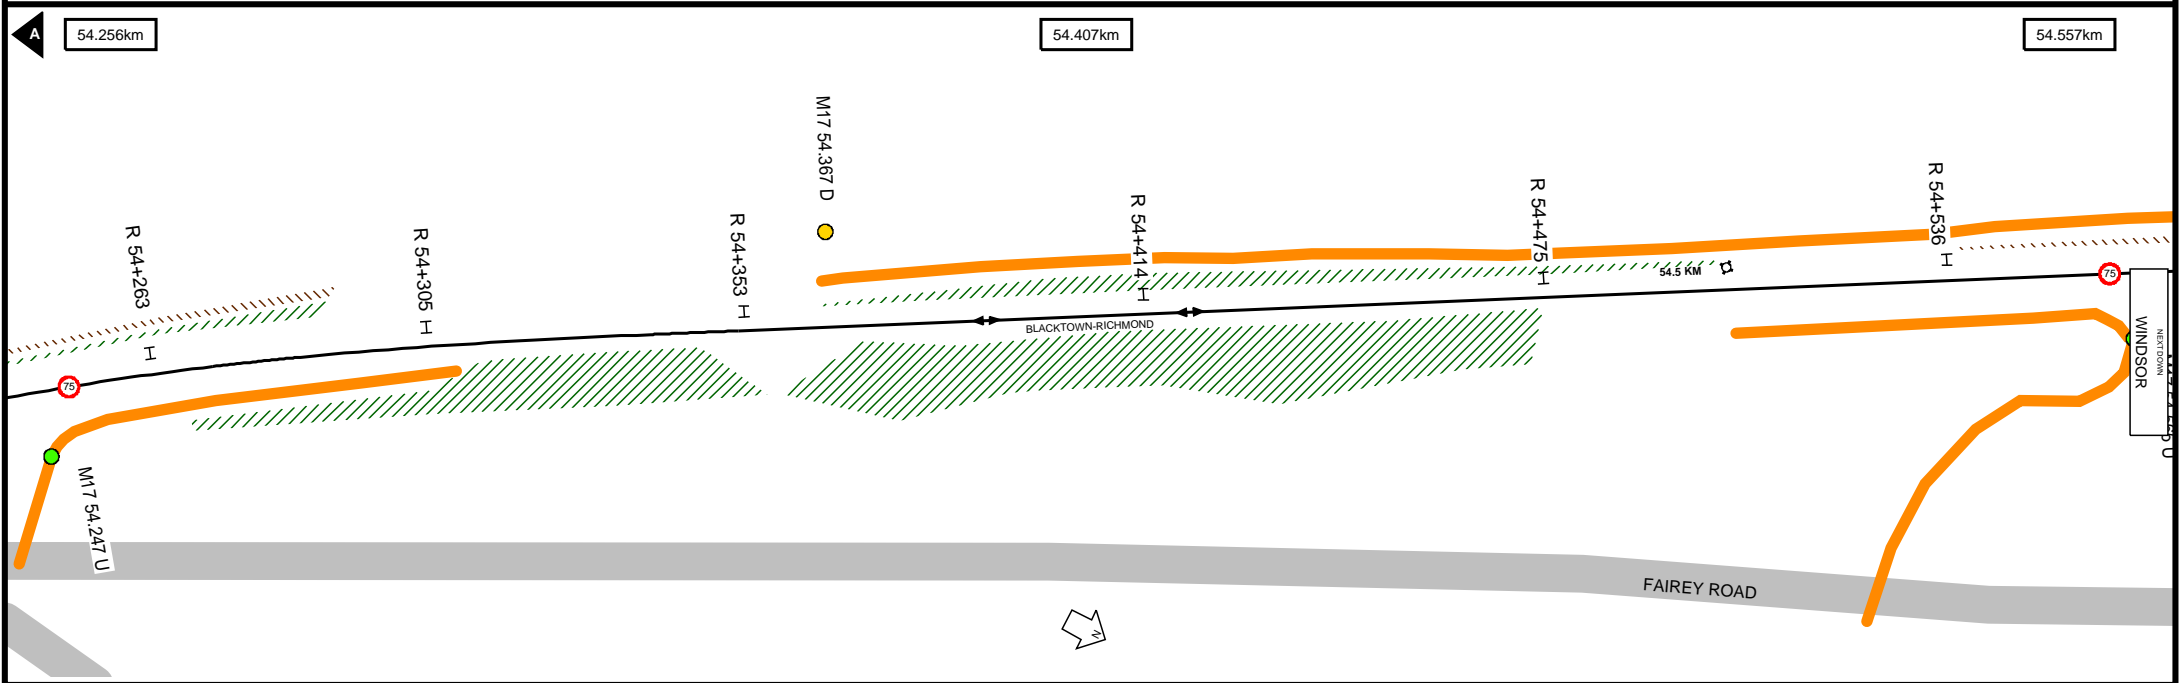 A
54.256km
54.407km
54.557km
M17 54.367 D
R 54+263
R 54+305
R 54+353
R 54+414
R 54+475
R 54+536
54.5 KM
75
75
BLACKTOWN-RICHMOND
WINDSOR
NEXT DOWN
M17 54.247 U
FAIREY ROAD
N